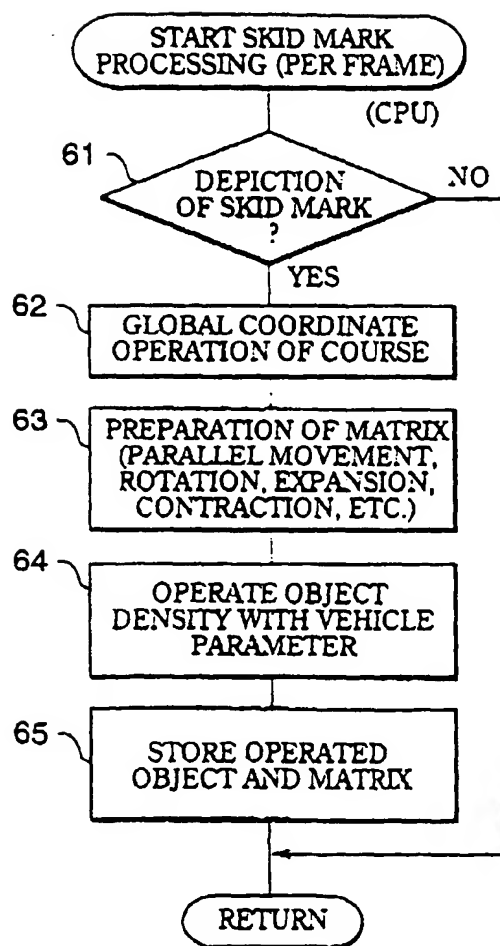 START SKID MARK
PROCESSING (PER FRAME)
(CPU)
61
DEPICTION
OF SKID MARK
?
NO
YES
62
GLOBAL COORDINATE
OPERATION OF COURSE
63
PREPARATION OF MATRIX
(PARALLEL MOVEMENT,
ROTATION, EXPANSION,
CONTRACTION, ETC.)
64
OPERATE OBJECT
DENSITY WITH VEHICLE
PARAMETER
65
STORE OPERATED
OBJECT AND MATRIX
RETURN